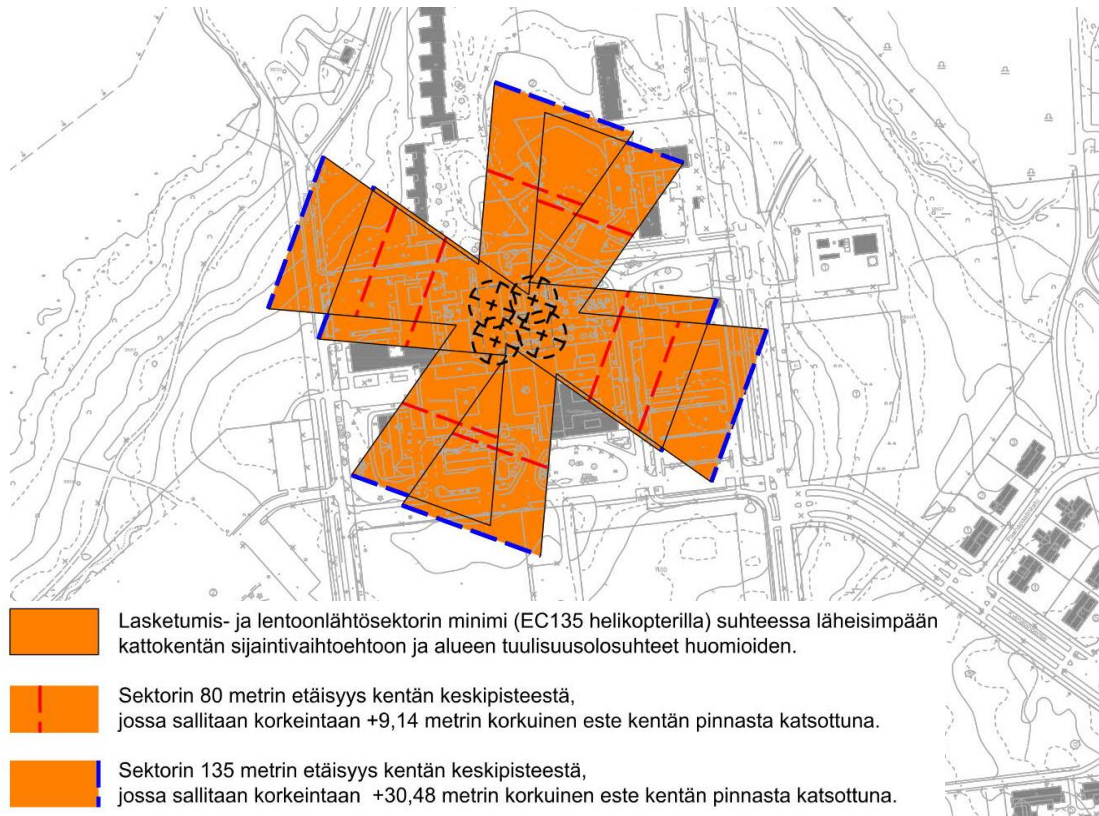 Lasketumis- ja lentoonlähtösektorin minimi (EC135 helikopterilla) suhteessa läheisimpään
kattokentän sijaintivaihtoehtoon ja alueen tuulisuusolosuhteet huomioiden.
Sektorin 80 metrin etäisyys kentän keskipisteestä,
jossa sallitaan korkeintaan +9,14 metrin korkuinen este kentän pinnasta katsottuna.
Sektorin 135 metrin etäisyys kentän keskipisteestä,
jossa sallitaan korkeintaan +30,48 metrin korkuinen este kentän pinnasta katsottuna.